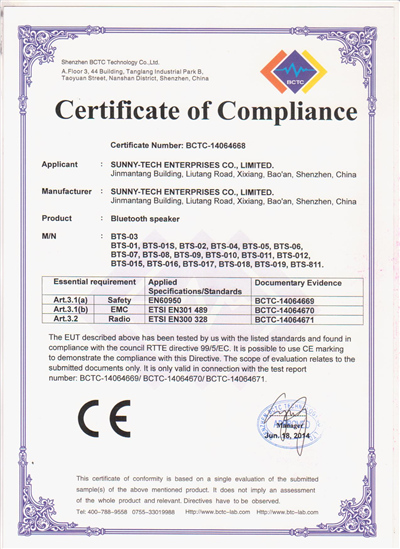 Shenzhen BCTC Technology Co.,Ltd.
A.Floor 3, 44 Building, Tanglang Industrial Park B,
Taoyuan Street, Nanshan District, Shenzhen, China
BCTC
Certificate of Compliance
Certificate Number: BCTC-14064668
Applicant : SUNNY-TECH ENTERPRISES CO., LIMITED.
Jinmantang Building, Liutang Road, Xixiang, Bao'an, Shenzhen, China
Manufacturer : SUNNY-TECH ENTERPRISES CO., LIMITED.
Jinmantang Building, Liutang Road, Xixiang, Bao'an, Shenzhen, China
Product : Bluetooth speaker
M/N : BTS-03
BTS-01, BTS-01S, BTS-02, BTS-04, BTS-05, BTS-06,
BTS-07, BTS-08, BTS-09, BTS-010, BTS-011, BTS-012,
BTS-015, BTS-016, BTS-017, BTS-018, BTS-019, BTS-811.
Essential requirement Applied Specifications/Standards Documentary Evidence
Art.3.1(a) Safety EN60950 BCTC-14064669
Art.3.1(b) EMC ETSI EN301 489 BCTC-14064670
Art.3.2 Radio ETSI EN300 328 BCTC-14064671
The EUT described above has been tested by us with the listed standards and found in
compliance with the council RTTE directive 99/5/EC. It is possible to use CE marking
to demonstrate the compliance with this Directive. The scope of evaluation relates to the
submitted documents only. It is only valid in connection with the test report
number: BCTC-14064669/ BCTC-14064670/ BCTC-14064671.
CE
Manager
Jun. 18, 2014
This certificate of conformity is based on a single evaluation of the submitted
sample(s) of the above mentioned product. It does not imply an assessment
of the whole product and relevant. Directives have to be observed.
Tel: 400-788-9558 0755-33019988 Http://www.bctc-lab.com Http://www.btc-lab.com